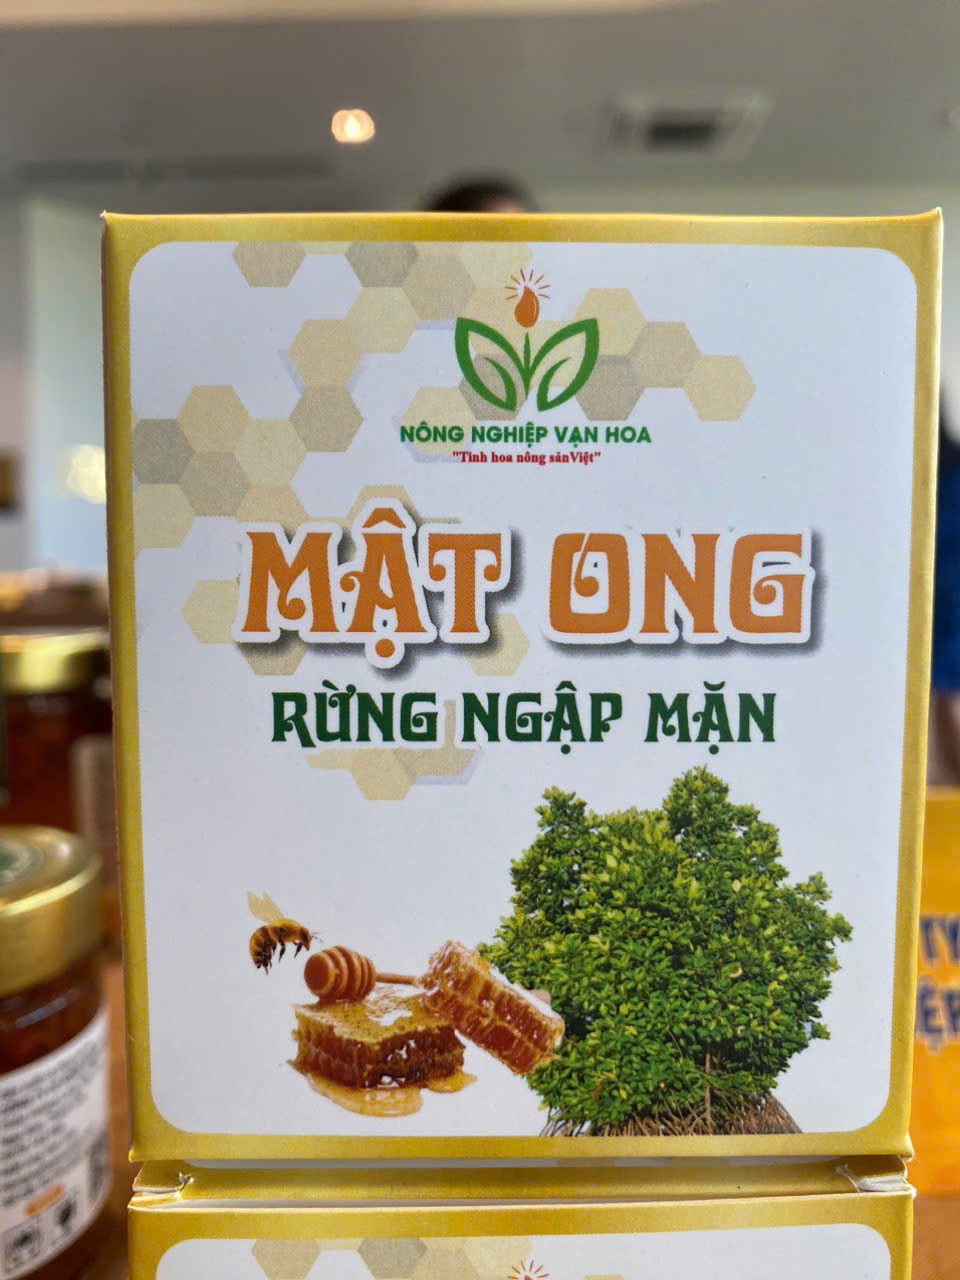 NÔNG NGHIỆP VẠN HOA
"Tinh hoa nông sảnViệt"
MẬT ONG
RỪNG NGẬP MẶN